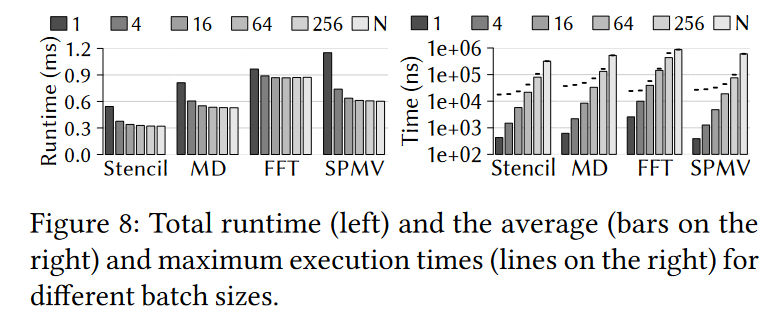 1 4 16 64 256 N
Runtime (ms)
1.2
0.9
0.6
0.3
0.0
Stencil MD FFT SPMV
1 4 16 64 256 N
Time (ns)
1e+06
1e+05
1e+04
1e+03
1e+02
Stencil MD FFT SPMV
Figure 8: Total runtime (left) and the average (bars on the
right) and maximum execution times (lines on the right) for
different batch sizes.